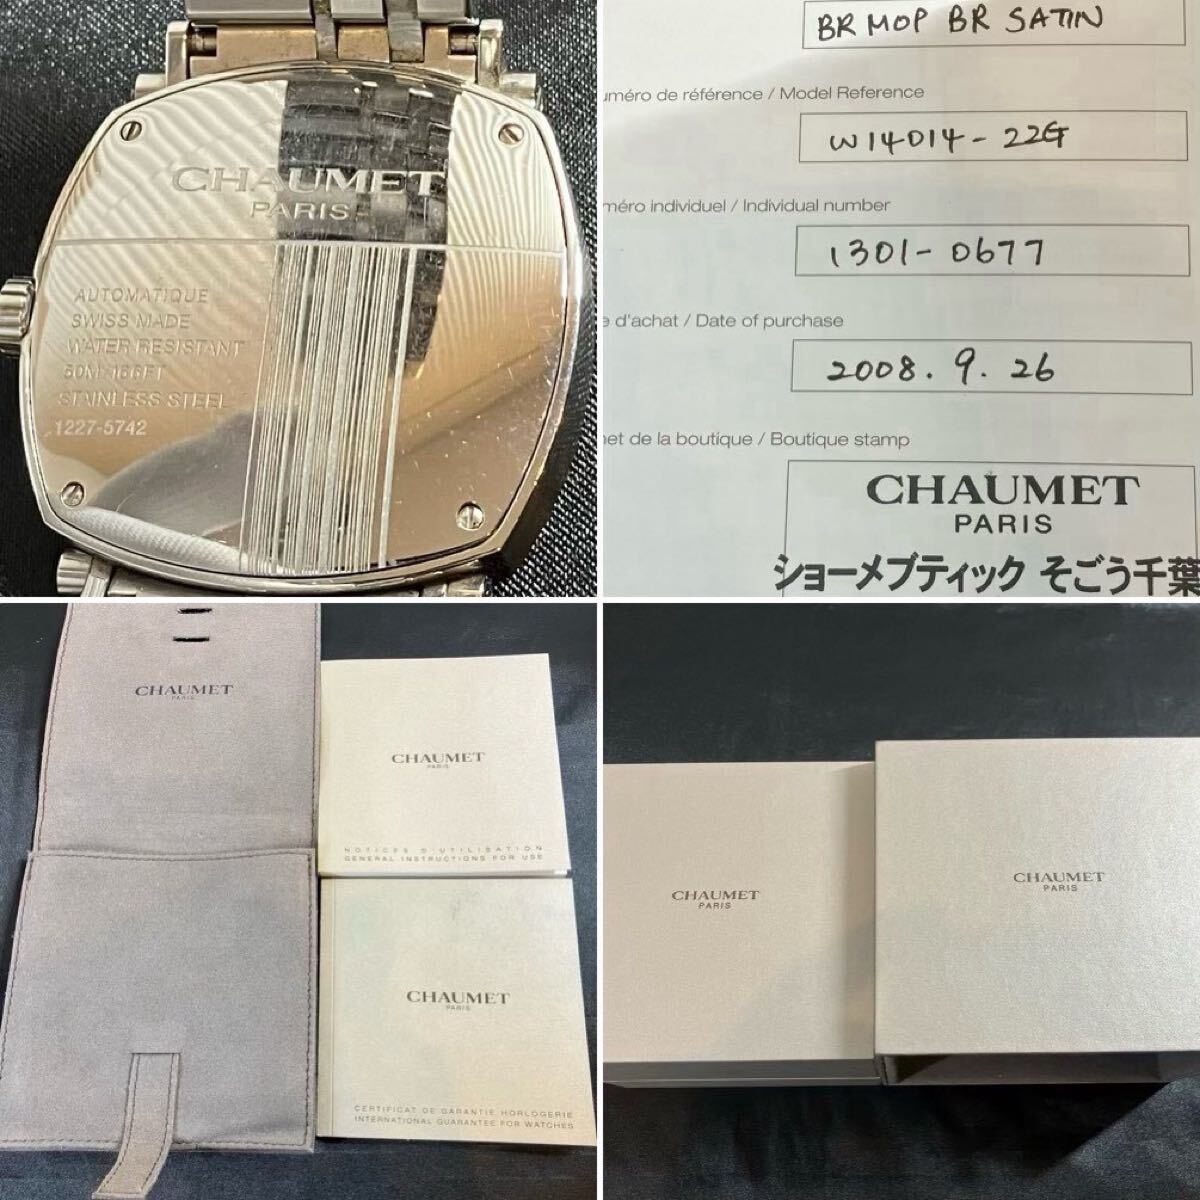 CHAUMET
PARIS
AUTOMATIQUE
SWISS MADE
WATER RESISTANT
50M-166FT
STAINLESS STEEL
1227-5742
BR MOP BR SATIN
uméro de référence / Model Reference
W14014-22G
méro individuel / Individual number
1301-0677
e d'achat / Date of purchase
2008. 9. 26
et de la boutique / Boutique stamp
CHAUMET
PARIS
ショーメブティック そごう千葉
CHAUMET
PARIS
CHAUMET
PARIS
NOTICES D'UTILISATION
GENERAL INSTRUCTIONS FOR USE
CHAUMET
PARIS
CERTIFICAT DE GARANTIE HORLOGERIE
INTERNATIONAL GUARANTEE FOR WATCHES
CHAUMET
PARIS
CHAUMET
PARIS